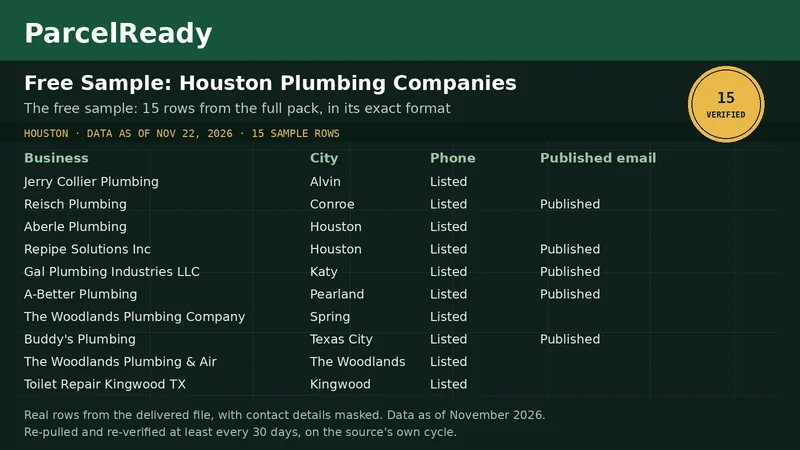 ParcelReady
Free Sample: Houston Plumbing Companies
The free sample: 15 rows from the full pack, in its exact format
15
VERIFIED
HOUSTON · DATA AS OF NOV 22, 2026 · 15 SAMPLE ROWS
Business City Phone Published email
Jerry Collier Plumbing Alvin Listed
Reisch Plumbing Conroe Listed Published
Aberle Plumbing Houston Listed
Repipe Solutions Inc Houston Listed Published
Gal Plumbing Industries LLC Katy Listed Published
A-Better Plumbing Pearland Listed Published
The Woodlands Plumbing Company Spring Listed
Buddy's Plumbing Texas City Listed Published
The Woodlands Plumbing & Air The Woodlands Listed
Toilet Repair Kingwood TX Kingwood Listed
Real rows from the delivered file, with contact details masked. Data as of November 2026.
Re-pulled and re-verified at least every 30 days, on the source's own cycle.